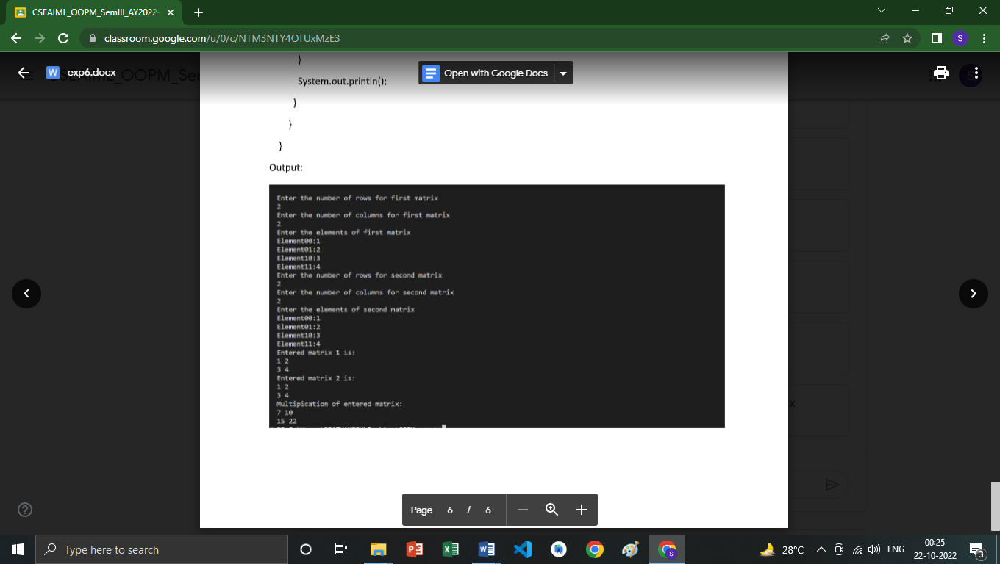 CSEAIML_OOPM_SemIII_AY2022-
classroom.google.com/u/0/c/NTM3NTY4OTUxMzE3
S
W exp6.docx
Open with Google Docs
}
System.out.println();
}
}
}
Output:
Enter the number of rows for first matrix
2
Enter the number of columns for first matrix
2
Enter the elements of first matrix
Element00:1
Element01:2
Element10:3
Element11:4
Enter the number of rows for second matrix
2
Enter the number of columns for second matrix
2
Enter the elements of second matrix
Element00:1
Element01:2
Element10:3
Element11:4
Entered matrix 1 is:
1 2
3 4
Entered matrix 2 is:
1 2
3 4
Multipication of entered matrix:
7 10
15 22
Page 6 / 6
Type here to search
28°C
ENG
00:25
22-10-2022
3